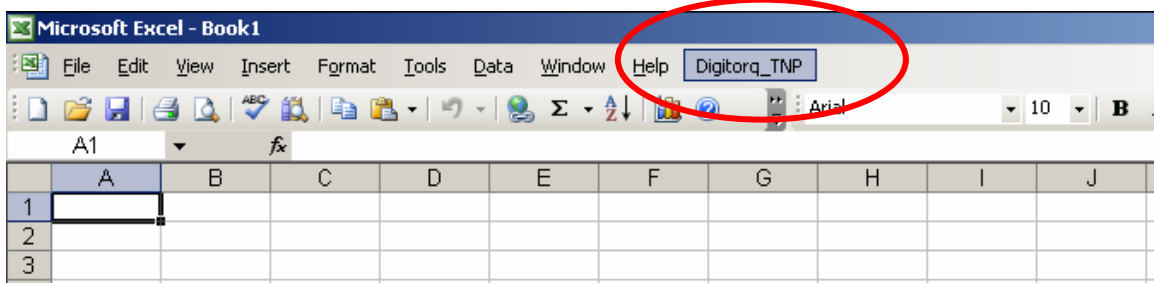 Microsoft Excel - Book1
File Edit View Insert Format Tools Data Window Help Digitorq_TNP
ABC Σ A Z Arial 10 B
A1 fx
A B C D E F G H I J
1
2
3